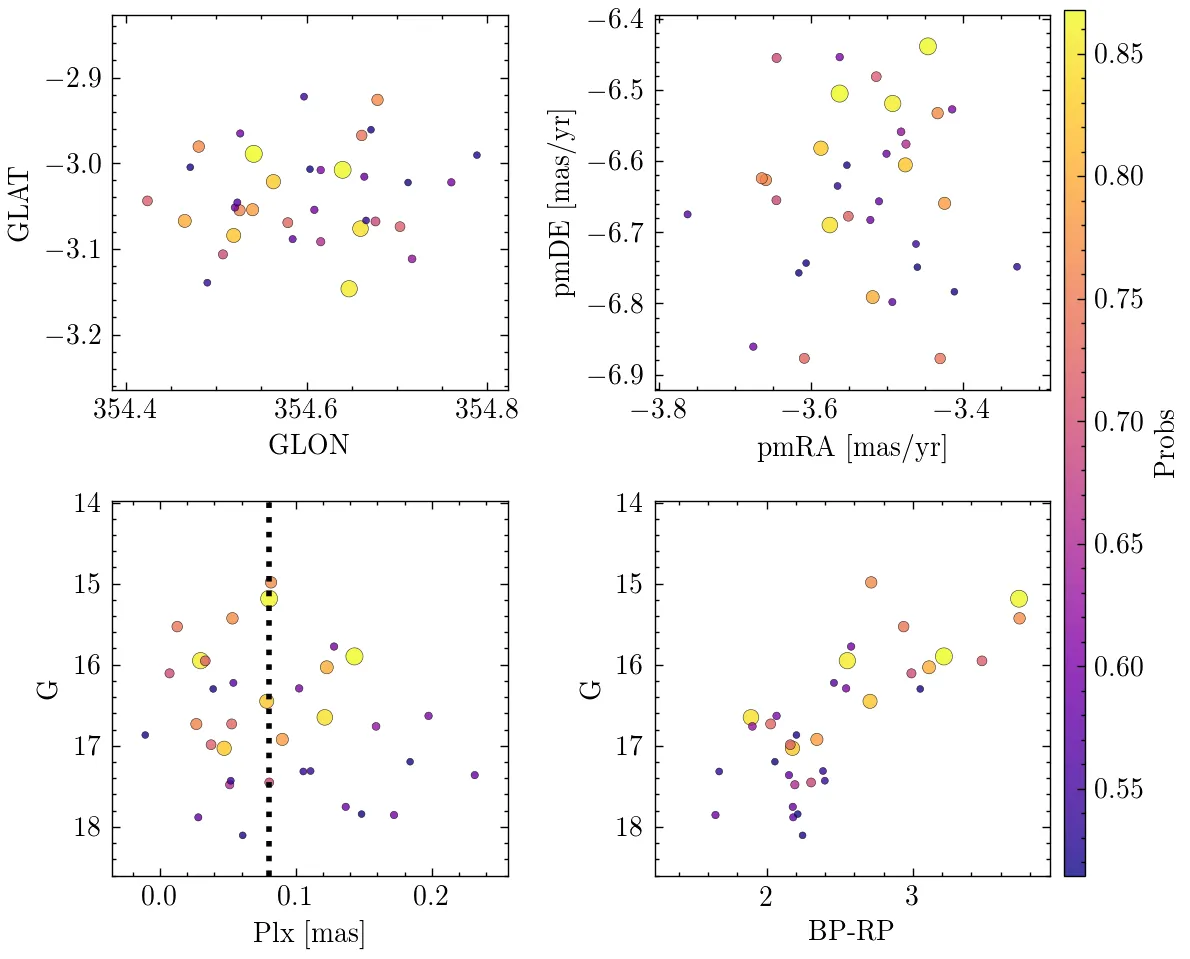 −2.9
−3.0
−3.1
−3.2
GLAT
354.4 354.6 354.8
GLON
−6.4
−6.5
−6.6
−6.7
−6.8
−6.9
pmDE [mas/yr]
−3.8 −3.6 −3.4
pmRA [mas/yr]
14
15
16
17
18
G
0.0 0.1 0.2
Plx [mas]
14
15
16
17
18
G
2 3
BP-RP
0.85
0.80
0.75
0.70
0.65
0.60
0.55
Probs